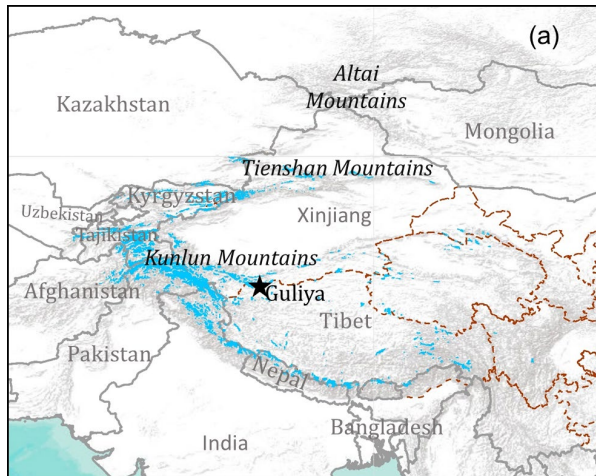 (a)
Altai
Mountains
Kazakhstan
Mongolia
Tienshan Mountains
Kyrgyzstan
Uzbekistan
Xinjiang
Tajikistan
Kunlun Mountains
Afghanistan
Guliya
Tibet
Pakistan
Nepal
India
Bangladesh